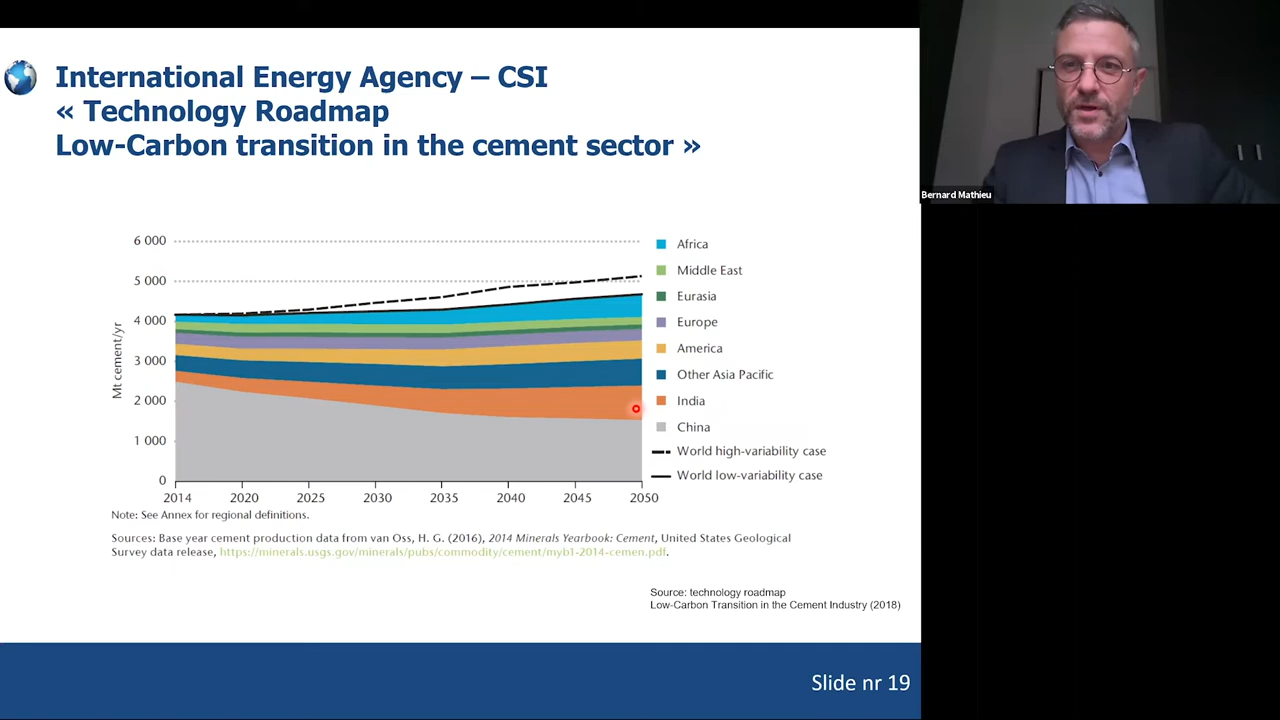 International Energy Agency – CSI
« Technology Roadmap
Low-Carbon transition in the cement sector »
Bernard Mathieu
Mt cement/yr
6 000
5 000
4 000
3 000
2 000
1 000
0
2014 2020 2025 2030 2035 2040 2045 2050
Africa
Middle East
Eurasia
Europe
America
Other Asia Pacific
India
China
World high-variability case
World low-variability case
Note: See Annex for regional definitions.
Sources: Base year cement production data from van Oss, H. G. (2016), 2014 Minerals Yearbook: Cement, United States Geological
Survey data release, https://minerals.usgs.gov/minerals/pubs/commodity/cement/myb1-2014-cemen.pdf.
Source: technology roadmap
Low-Carbon Transition in the Cement Industry (2018)
Slide nr 19